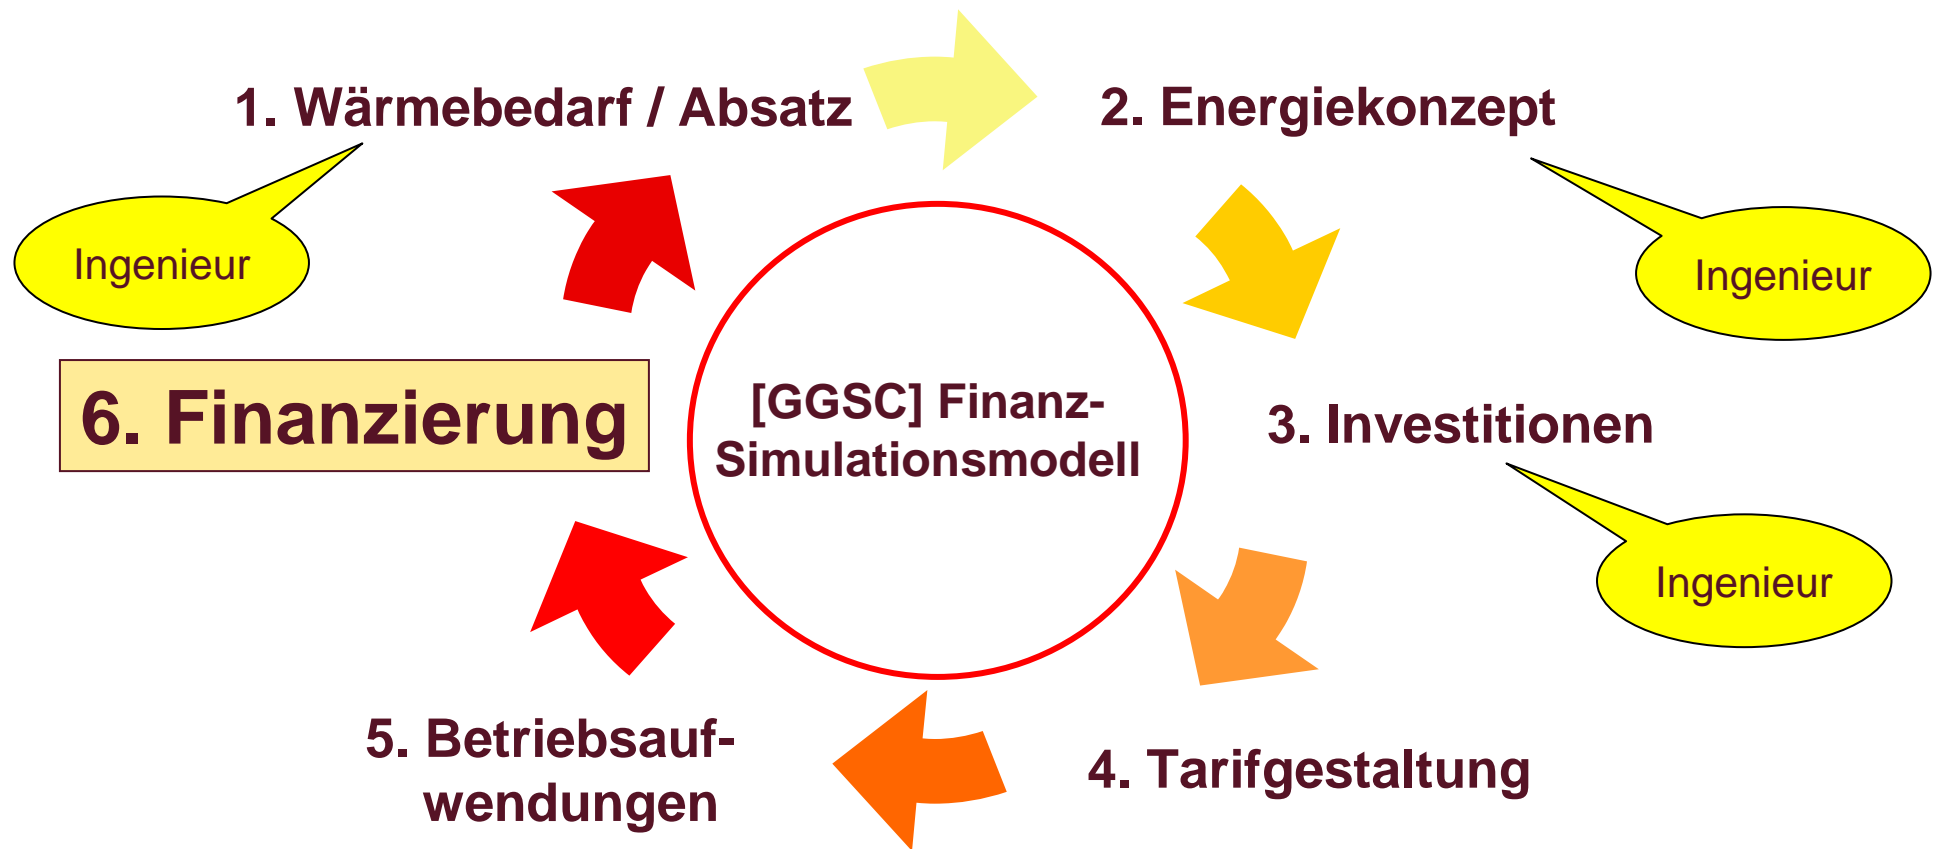 1. Wärmebedarf / Absatz
2. Energiekonzept
Ingenieur
Ingenieur
6. Finanzierung
[GGSC] Finanz-
Simulationsmodell
3. Investitionen
Ingenieur
5. Betriebsauf-
wendungen
4. Tarifgestaltung